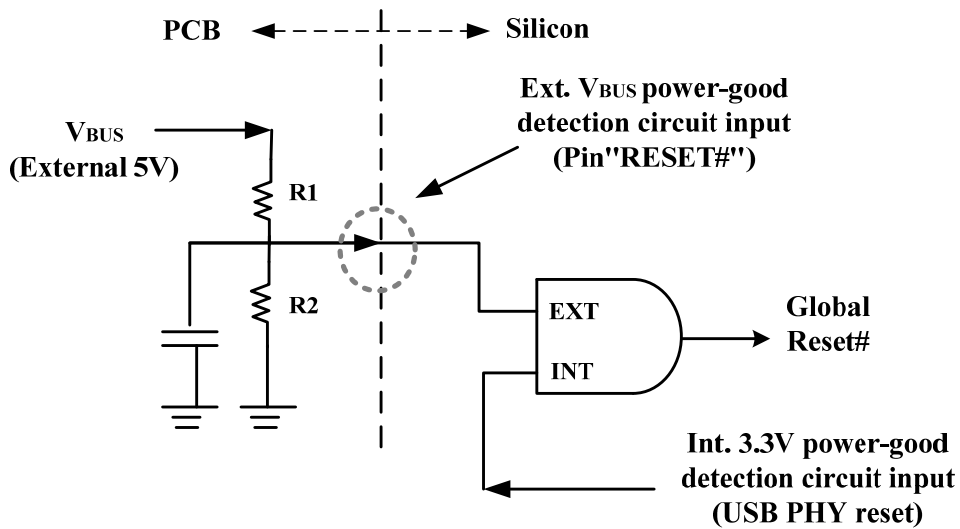 PCB
Silicon
Ext. VBUS power-good
detection circuit input
(Pin"RESET#")
VBUS
(External 5V)
R1
R2
EXT
INT
Global
Reset#
Int. 3.3V power-good
detection circuit input
(USB PHY reset)